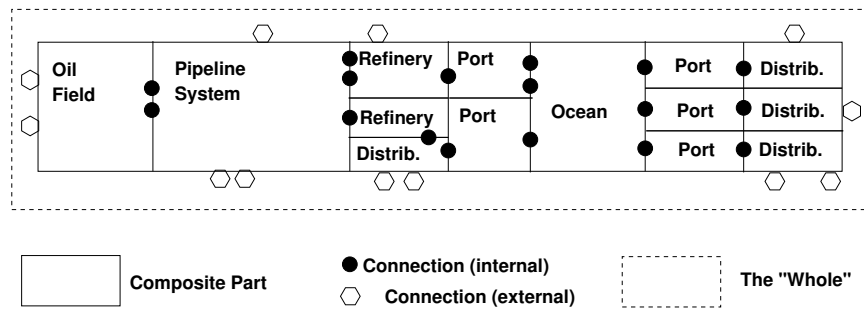 Oil
Field
Pipeline
System
Refinery
Port
Refinery
Distrib.
Port
Ocean
Port
Distrib.
Port
Distrib.
Port
Distrib.
Composite Part
Connection (internal)
Connection (external)
The "Whole"